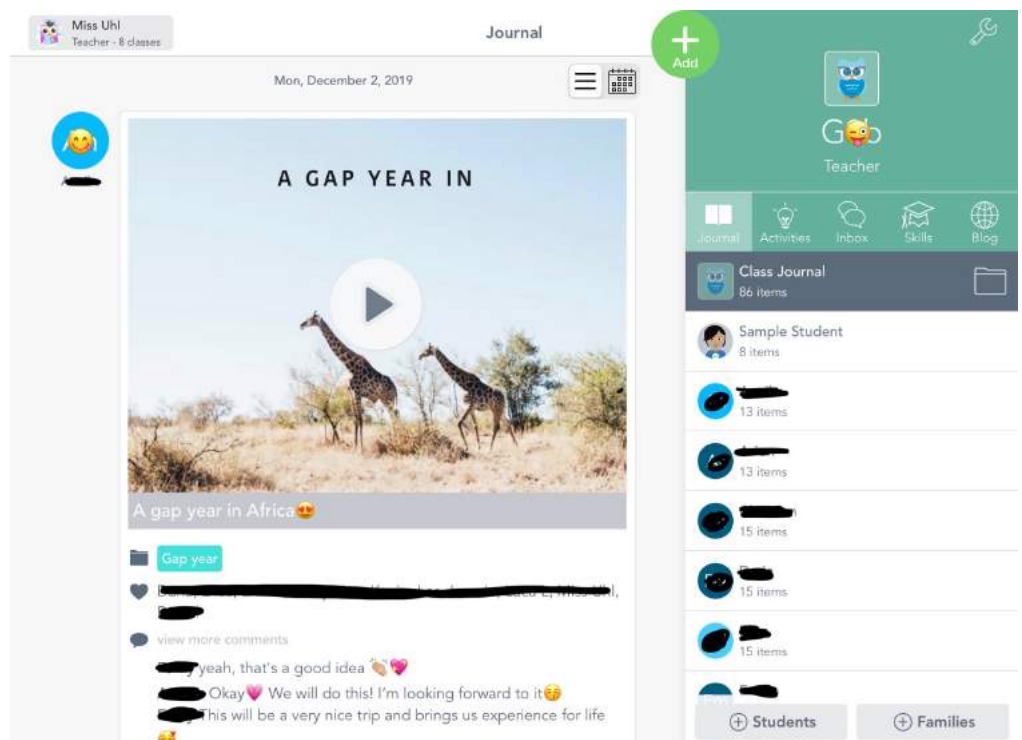 Miss Uhl
Teacher - 8 classes
Journal
Add
Mon, December 2, 2019
G b
Teacher
A GAP YEAR IN
Journal
Activities
Inbox
Skills
Blog
Class Journal
86 items
Sample Student
8 items
13 items
13 items
15 items
15 items
15 items
A gap year in Africa😍
Gap year
Miss Uhl,
view more comments
yeah, that's a good idea 👏🏼💖
Okay💗 We will do this! I'm looking forward to it😚
This will be a very nice trip and brings us experience for life
🥰
+ Students
+ Families